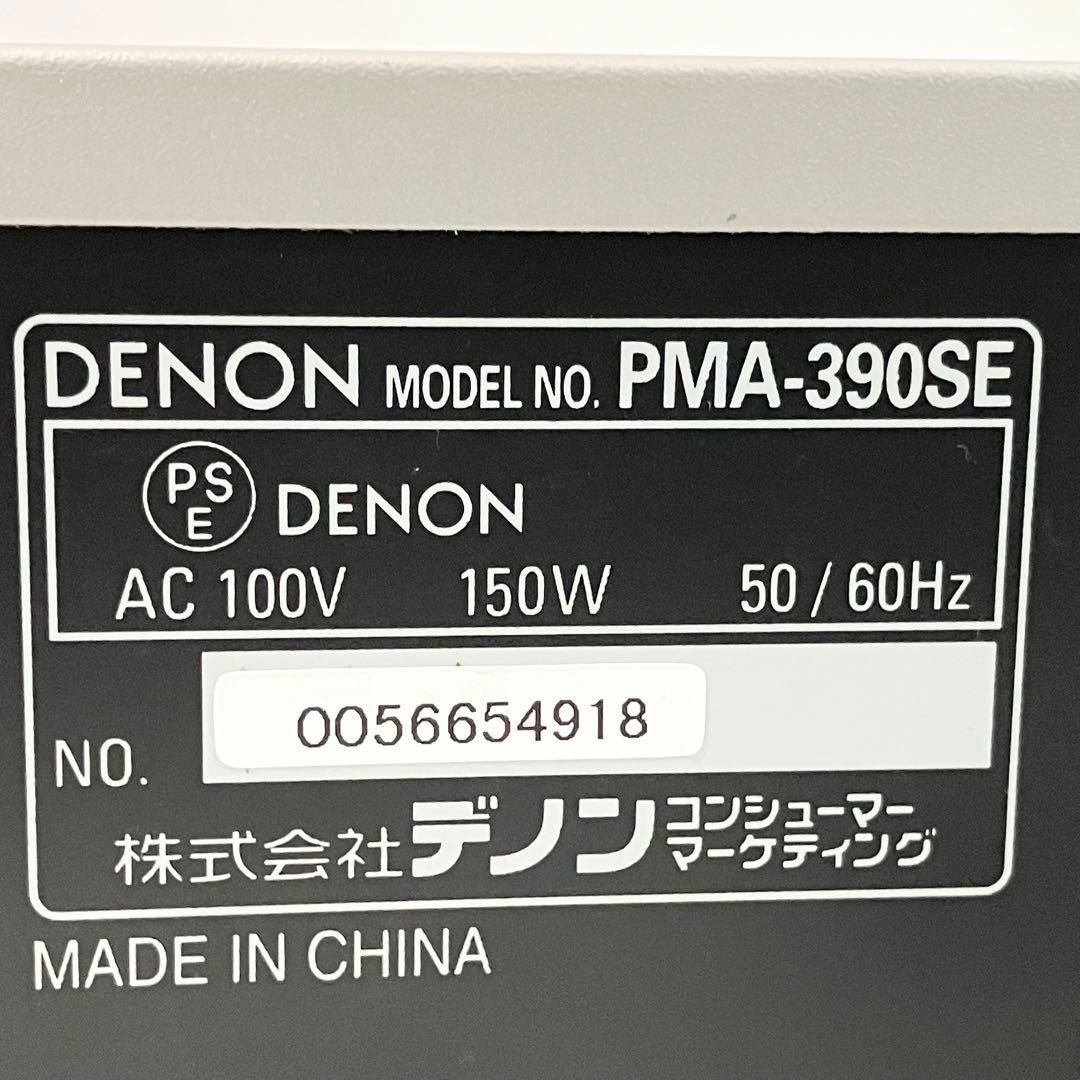 DENON MODEL NO. PMA-390SE
PS
E
DENON
AC 100V 150W 50 / 60Hz
NO. 0056654918
株式会社デノン コンシューマー
マーケティング
MADE IN CHINA